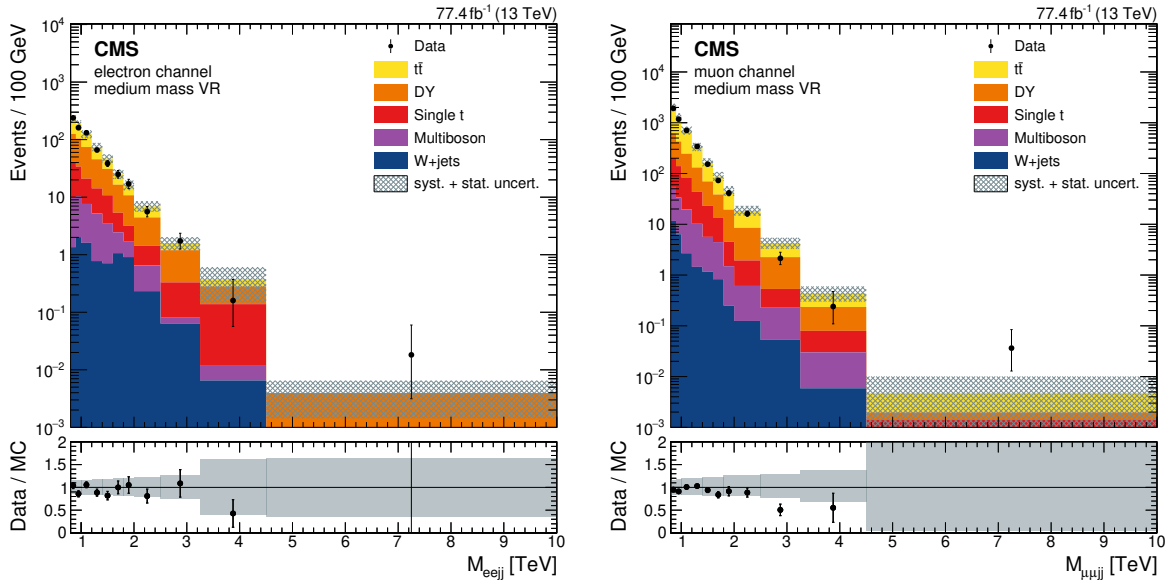 77.4 fb⁻¹ (13 TeV)
CMS
electron channel
medium mass VR
Data
tt̄
DY
Single t
Multiboson
W+jets
syst. + stat. uncert.
Events / 100 GeV
10⁴
10³
10²
10
1
10⁻¹
10⁻²
10⁻³
Data / MC
2
1.5
1
0.5
0
1 2 3 4 5 6 7 8 9 10
M_eejj [TeV]
77.4 fb⁻¹ (13 TeV)
CMS
muon channel
medium mass VR
Data
tt̄
DY
Single t
Multiboson
W+jets
syst. + stat. uncert.
Events / 100 GeV
10⁴
10³
10²
10
1
10⁻¹
10⁻²
10⁻³
Data / MC
2
1.5
1
0.5
0
1 2 3 4 5 6 7 8 9 10
M_μμjj [TeV]